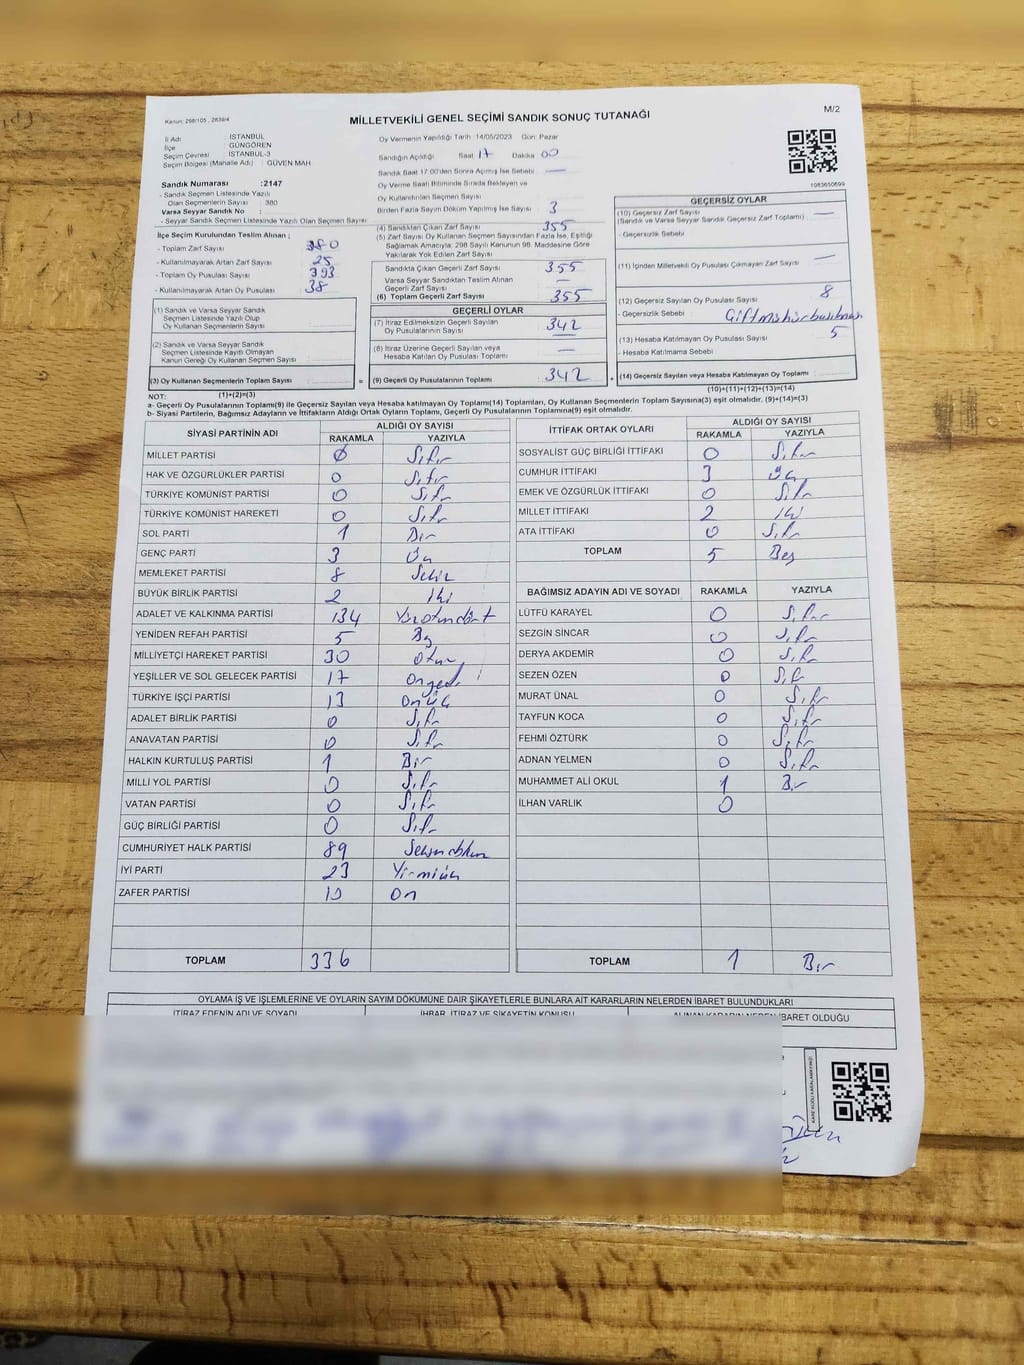 Kanun: 298/105 , 2839/4
MİLLETVEKİLİ GENEL SEÇİMİ SANDIK SONUÇ TUTANAĞI
M/2
İl Adı : İSTANBUL
İlçe : GÜNGÖREN
Seçim Çevresi : İSTANBUL-3
Seçim Bölgesi (Mahalle Adı) : GÜVEN MAH
Sandık Numarası :2147
- Sandık Seçmen Listesinde Yazılı
Olan Seçmenlerin Sayısı : 380
Varsa Seyyar Sandık No :
- Seyyar Sandık Seçmen Listesinde Yazılı Olan Seçmen Sayısı
İlçe Seçim Kurulundan Teslim Alınan ;
- Toplam Zarf Sayısı 380
- Kullanılmayarak Artan Zarf Sayısı 25
- Toplam Oy Pusulası Sayısı 393
- Kullanılmayarak Artan Oy Pusulası 38
(1) Sandık ve Varsa Seyyar Sandık
Seçmen Listesinde Yazılı Olup
Oy Kullanan Seçmenlerin Sayısı
(2) Sandık ve Varsa Seyyar Sandık
Seçmen Listesinde Kayıtlı Olmayan
Kanun Gereği Oy Kullanan Seçmen Sayısı
(3) Oy Kullanan Seçmenlerin Toplam Sayısı
Oy Vermenin Yapıldığı Tarih : 14/05/2023 Gün: Pazar
Sandığın Açıldığı Saat 17 Dakika 00
Sandık Saat 17:00'den Sonra Açılmış İse Sebebi —
Oy Verme Saati Bitiminde Sırada Bekleyen ve
Oy Kullandırılan Seçmen Sayısı
Birden Fazla Sayım Döküm Yapılmış İse Sayısı 3
(4) Sandıktan Çıkan Zarf Sayısı 355
(5) Zarf Sayısı Oy Kullanan Seçmen Sayısından Fazla İse, Eşitliği
Sağlamak Amacıyla; 298 Sayılı Kanunun 98. Maddesine Göre
Yakılarak Yok Edilen Zarf Sayısı
Sandıkta Çıkan Geçerli Zarf Sayısı 355
Varsa Seyyar Sandıktan Teslim Alınan
Geçerli Zarf Sayısı —
(6) Toplam Geçerli Zarf Sayısı 355
GEÇERLİ OYLAR
(7) İtiraz Edilmeksizin Geçerli Sayılan
Oy Pusulalarının Sayısı 342
(8) İtiraz Üzerine Geçerli Sayılan veya
Hesaba Katılan Oy Pusulası Toplamı —
= (9) Geçerli Oy Pusulalarının Toplamı 342 +
1083650699
GEÇERSİZ OYLAR
(10) Geçersiz Zarf Sayısı —
(Sandık ve Varsa Seyyar Sandık Geçersiz Zarf Toplamı)
- Geçersizlik Sebebi
(11) İçinden Milletvekili Oy Pusulası Çıkmayan Zarf Sayısı —
(12) Geçersiz Sayılan Oy Pusulası Sayısı 8
- Geçersizlik Sebebi : Çift mühür basılması
(13) Hesaba Katılmayan Oy Pusulası Sayısı 5
- Hesaba Katılmama Sebebi :
(14) Geçersiz Sayılan veya Hesaba Katılmayan Oy Toplamı
NOT: (1)+(2)=(3) (10)+(11)+(12)+(13)=(14)
a- Geçerli Oy Pusulalarının Toplamı(9) ile Geçersiz Sayılan veya Hesaba katılmayan Oy Toplamı(14) Toplamları, Oy Kullanan Seçmenlerin Toplam Sayısına(3) eşit olmalıdır. (9)+(14)=(3)
b- Siyasi Partilerin, Bağımsız Adayların ve İttifakların Aldığı Ortak Oyların Toplamı, Geçerli Oy Pusulalarının Toplamına(9) eşit olmalıdır.
SİYASİ PARTİNİN ADI ALDIĞI OY SAYISI
RAKAMLA YAZIYLA
MİLLET PARTİSİ 0 Sıfır
HAK VE ÖZGÜRLÜKLER PARTİSİ 0 Sıfır
TÜRKİYE KOMÜNİST PARTİSİ 0 Sıfır
TÜRKİYE KOMÜNİST HAREKETİ 0 Sıfır
SOL PARTİ 1 Bir
GENÇ PARTİ 3 Üç
MEMLEKET PARTİSİ 8 Sekiz
BÜYÜK BİRLİK PARTİSİ 2 İki
ADALET VE KALKINMA PARTİSİ 134 Yüzotuzdört
YENİDEN REFAH PARTİSİ 5 Beş
MİLLİYETÇİ HAREKET PARTİSİ 30 Otuz
YEŞİLLER VE SOL GELECEK PARTİSİ 17 Onyedi
TÜRKİYE İŞÇİ PARTİSİ 13 Onüç
ADALET BİRLİK PARTİSİ 0 Sıfır
ANAVATAN PARTİSİ 0 Sıfır
HALKIN KURTULUŞ PARTİSİ 1 Bir
MİLLİ YOL PARTİSİ 0 Sıfır
VATAN PARTİSİ 0 Sıfır
GÜÇ BİRLİĞİ PARTİSİ 0 Sıfır
CUMHURİYET HALK PARTİSİ 89 Seksendokuz
İYİ PARTİ 23 Yirmiüç
ZAFER PARTİSİ 10 On
TOPLAM 336
İTTİFAK ORTAK OYLARI ALDIĞI OY SAYISI
RAKAMLA YAZIYLA
SOSYALİST GÜÇ BİRLİĞİ İTTİFAKI 0 Sıfır
CUMHUR İTTİFAKI 3 Üç
EMEK VE ÖZGÜRLÜK İTTİFAKI 0 Sıfır
MİLLET İTTİFAKI 2 İki
ATA İTTİFAKI 0 Sıfır
TOPLAM 5 Beş
BAĞIMSIZ ADAYIN ADI VE SOYADI RAKAMLA YAZIYLA
LÜTFÜ KARAYEL 0 Sıfır
SEZGİN SİNCAR 0 Sıfır
DERYA AKDEMİR 0 Sıfır
SEZEN ÖZEN 0 Sıfır
MURAT ÜNAL 0 Sıfır
TAYFUN KOCA 0 Sıfır
FEHMİ ÖZTÜRK 0 Sıfır
ADNAN YELMEN 0 Sıfır
MUHAMMET ALİ OKUL 1 Bir
İLHAN VARLIK 0
TOPLAM 1 Bir
OYLAMA İŞ VE İŞLEMLERİNE VE OYLARIN SAYIM DÖKÜMÜNE DAİR ŞİKAYETLERLE BUNLARA AİT KARARLARIN NELERDEN İBARET BULUNDUKLARI
İTİRAZ EDENİN ADI VE SOYADI İHBAR, İTİRAZ VE ŞİKAYETİN KONUSU ALINAN KARARIN NEDEN İBARET OLDUĞU